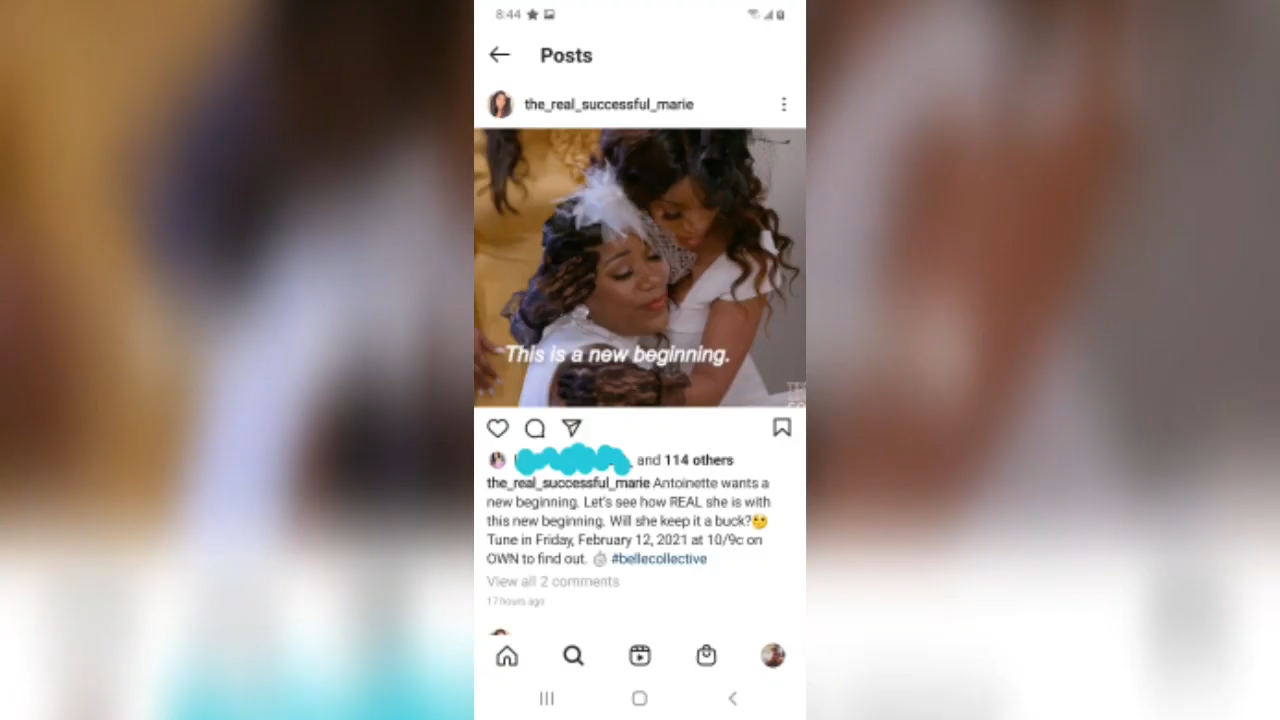 8:44
Posts
the_real_successful_marie
This is a new beginning.
and 114 others
the_real_successful_marie Antoinette wants a
new beginning. Let's see how REAL she is with
this new beginning. Will she keep it a buck?🤔
Tune in Friday, February 12, 2021 at 10/9c on
OWN to find out. #bellecollective
View all 2 comments
17 hours ago